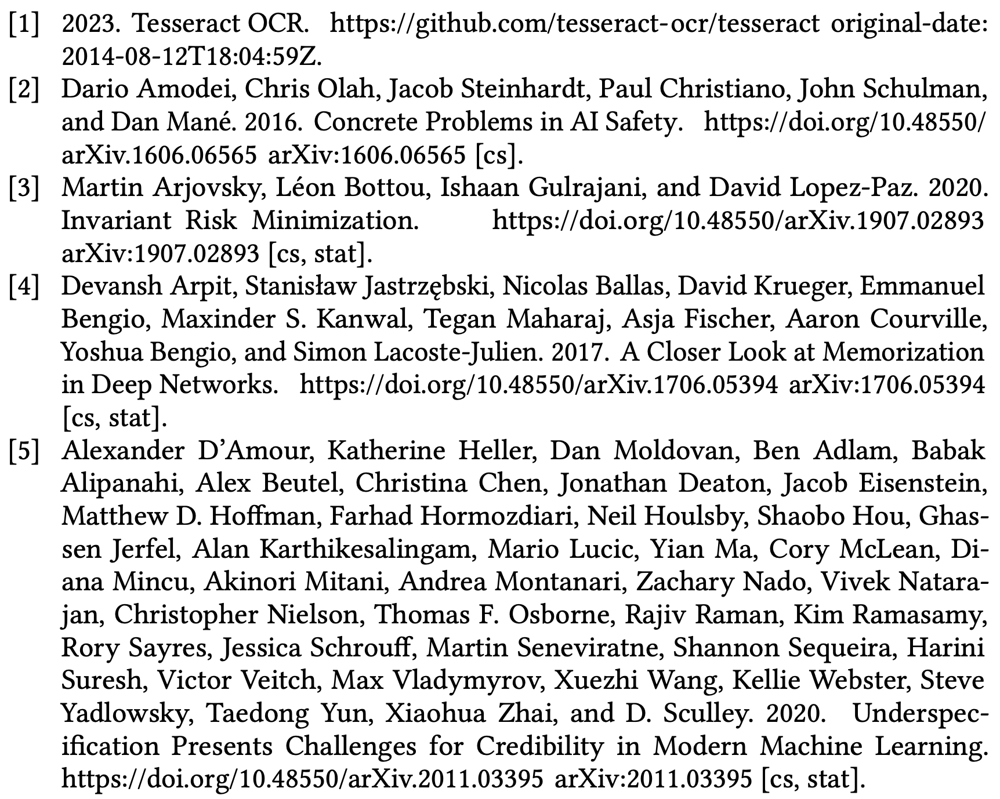 [1] 2023. Tesseract OCR. https://github.com/tesseract-ocr/tesseract original-date:
2014-08-12T18:04:59Z.
[2] Dario Amodei, Chris Olah, Jacob Steinhardt, Paul Christiano, John Schulman,
and Dan Mané. 2016. Concrete Problems in AI Safety. https://doi.org/10.48550/
arXiv.1606.06565 arXiv:1606.06565 [cs].
[3] Martin Arjovsky, Léon Bottou, Ishaan Gulrajani, and David Lopez-Paz. 2020.
Invariant Risk Minimization. https://doi.org/10.48550/arXiv.1907.02893
arXiv:1907.02893 [cs, stat].
[4] Devansh Arpit, Stanisław Jastrzębski, Nicolas Ballas, David Krueger, Emmanuel
Bengio, Maxinder S. Kanwal, Tegan Maharaj, Asja Fischer, Aaron Courville,
Yoshua Bengio, and Simon Lacoste-Julien. 2017. A Closer Look at Memorization
in Deep Networks. https://doi.org/10.48550/arXiv.1706.05394 arXiv:1706.05394
[cs, stat].
[5] Alexander D’Amour, Katherine Heller, Dan Moldovan, Ben Adlam, Babak
Alipanahi, Alex Beutel, Christina Chen, Jonathan Deaton, Jacob Eisenstein,
Matthew D. Hoffman, Farhad Hormozdiari, Neil Houlsby, Shaobo Hou, Ghas-
sen Jerfel, Alan Karthikesalingam, Mario Lucic, Yian Ma, Cory McLean, Di-
ana Mincu, Akinori Mitani, Andrea Montanari, Zachary Nado, Vivek Natara-
jan, Christopher Nielson, Thomas F. Osborne, Rajiv Raman, Kim Ramasamy,
Rory Sayres, Jessica Schrouff, Martin Seneviratne, Shannon Sequeira, Harini
Suresh, Victor Veitch, Max Vladymyrov, Xuezhi Wang, Kellie Webster, Steve
Yadlowsky, Taedong Yun, Xiaohua Zhai, and D. Sculley. 2020. Underspec-
ification Presents Challenges for Credibility in Modern Machine Learning.
https://doi.org/10.48550/arXiv.2011.03395 arXiv:2011.03395 [cs, stat].